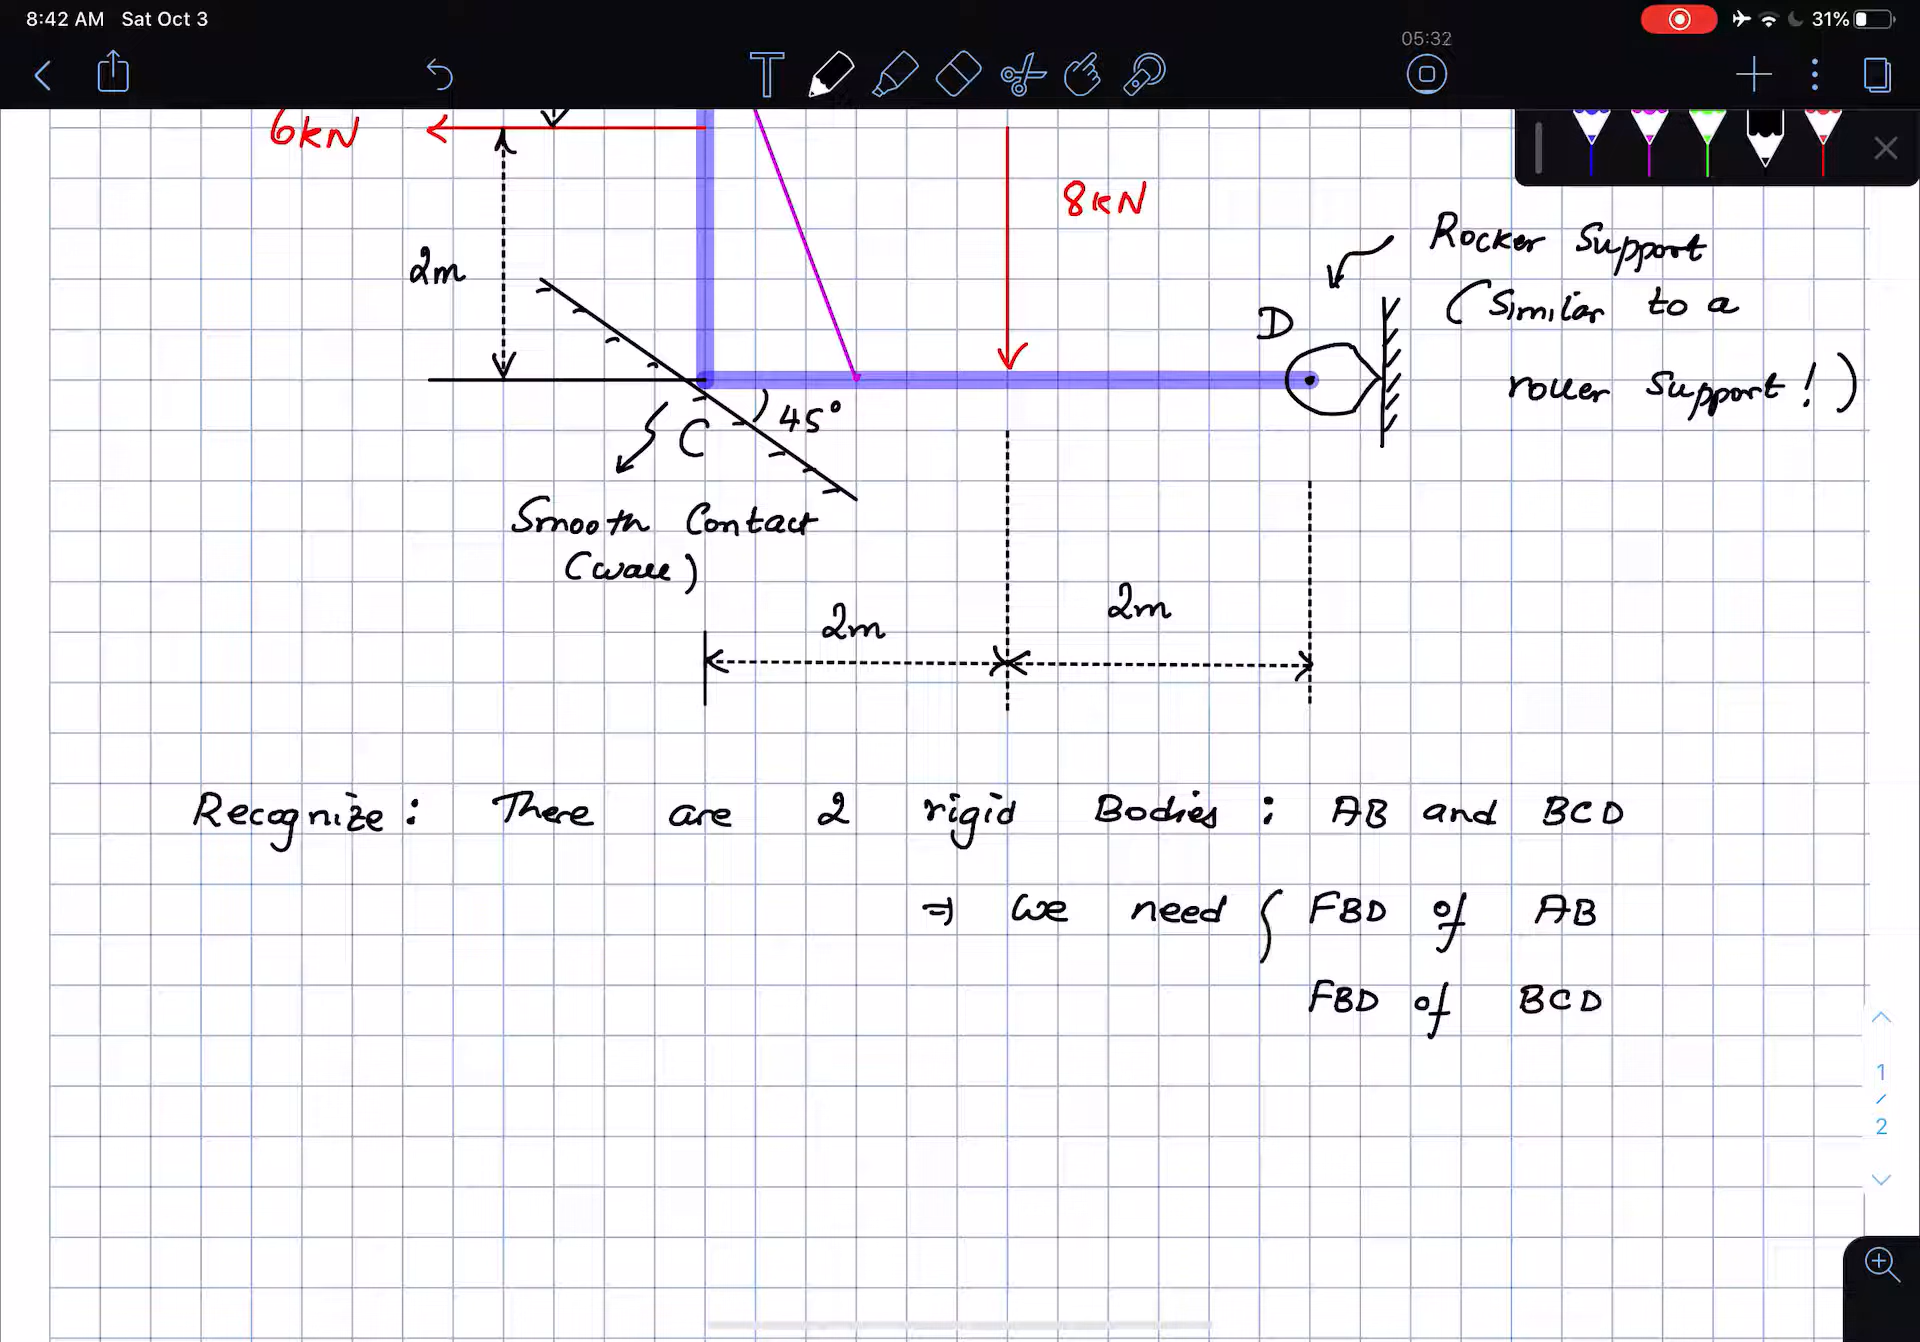 8:42 AM Sat Oct 3
31%
05:32
6kN
8kN
2m
Rocker Support
(Similar to a
roller support!)
D
45°
C
Smooth Contact
(wall)
2m
2m
Recognize: There are 2 rigid Bodies: AB and BCD
⇒ we need { FBD of AB
FBD of BCD
1
/
2